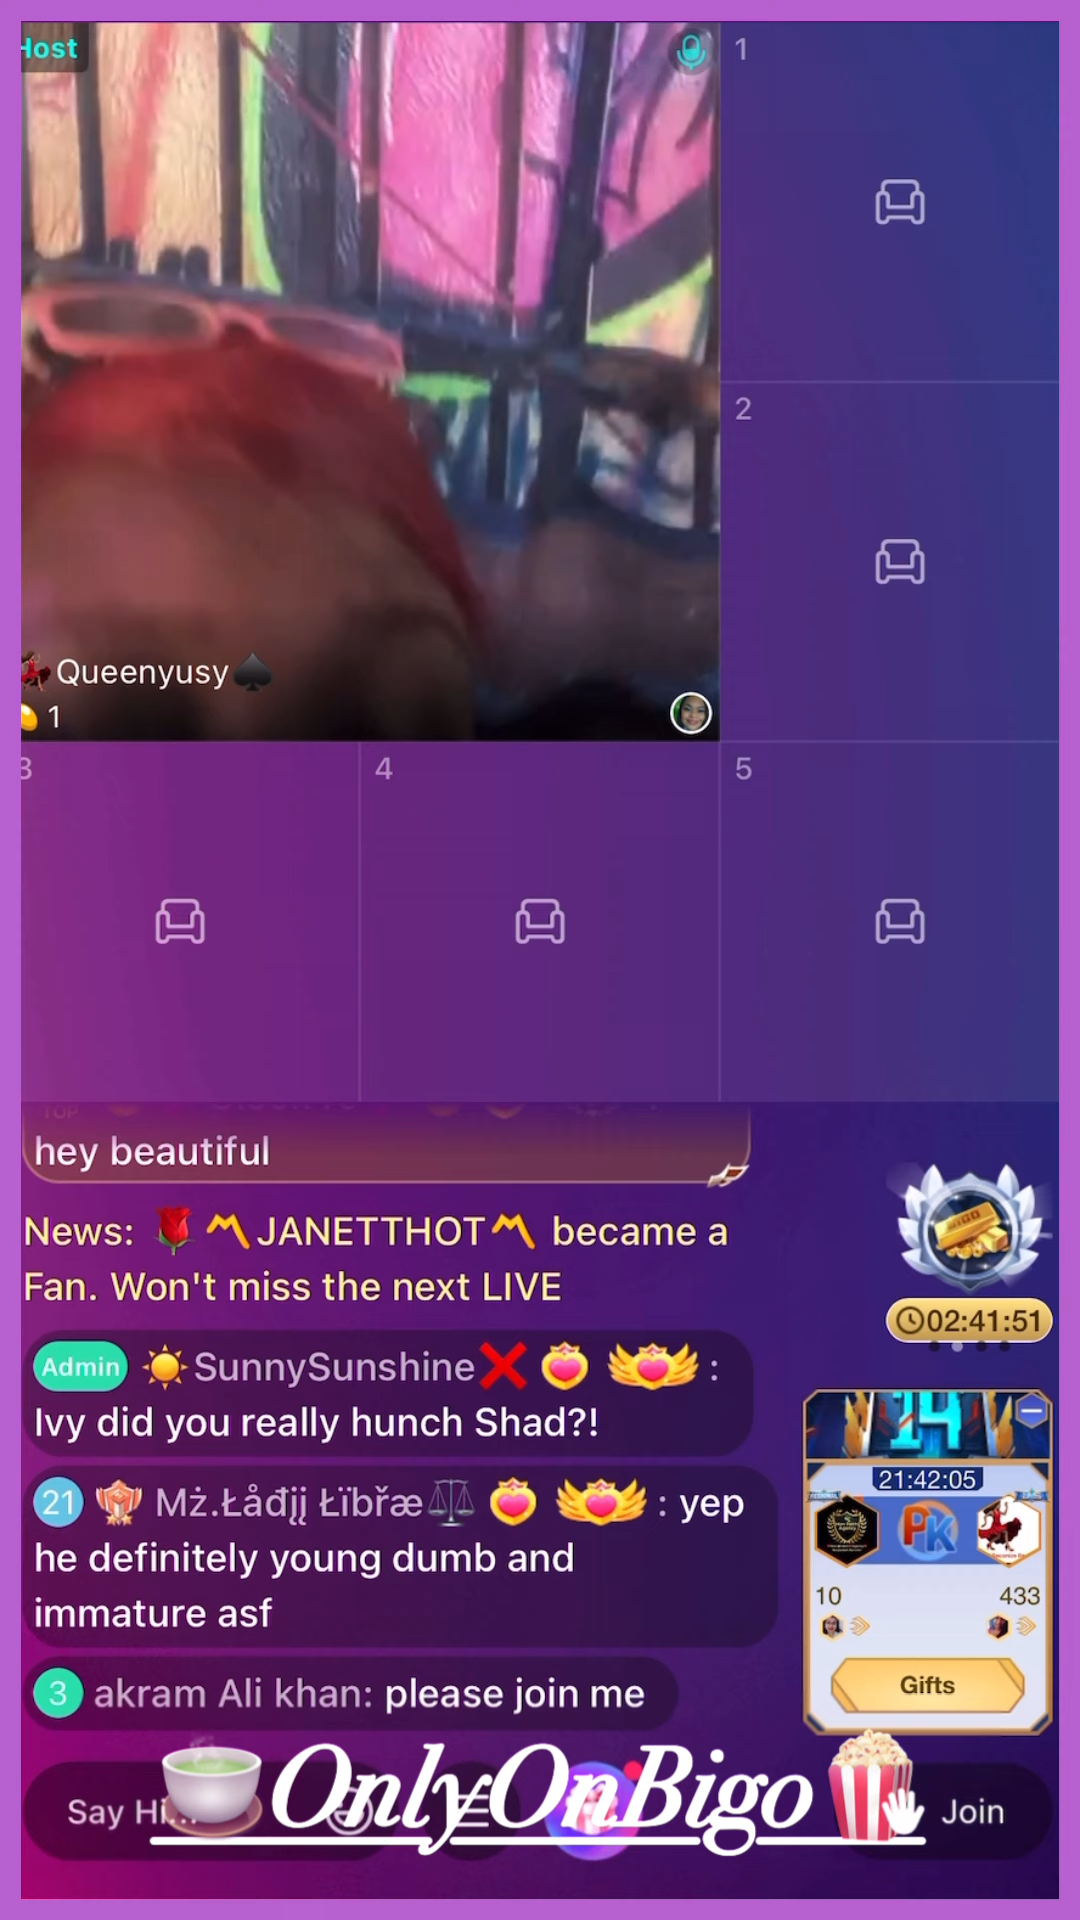 Host
1
2
💃Queenyusy♠️
1
3
4
5
hey beautiful
News: 🌹〽️JANETTHOT〽️ became a
Fan. Won't miss the next LIVE
Admin ☀️SunnySunshine❌ :
Ivy did you really hunch Shad?!
21 Mż.Łåđįj Łïbřæ⚖️ : yep
he definitely young dumb and
immature asf
3 akram Ali khan: please join me
02:41:51
14
21:42:05
PK
10 433
Gifts
Say Hi...
🍵OnlyOnBigo🍿
Join